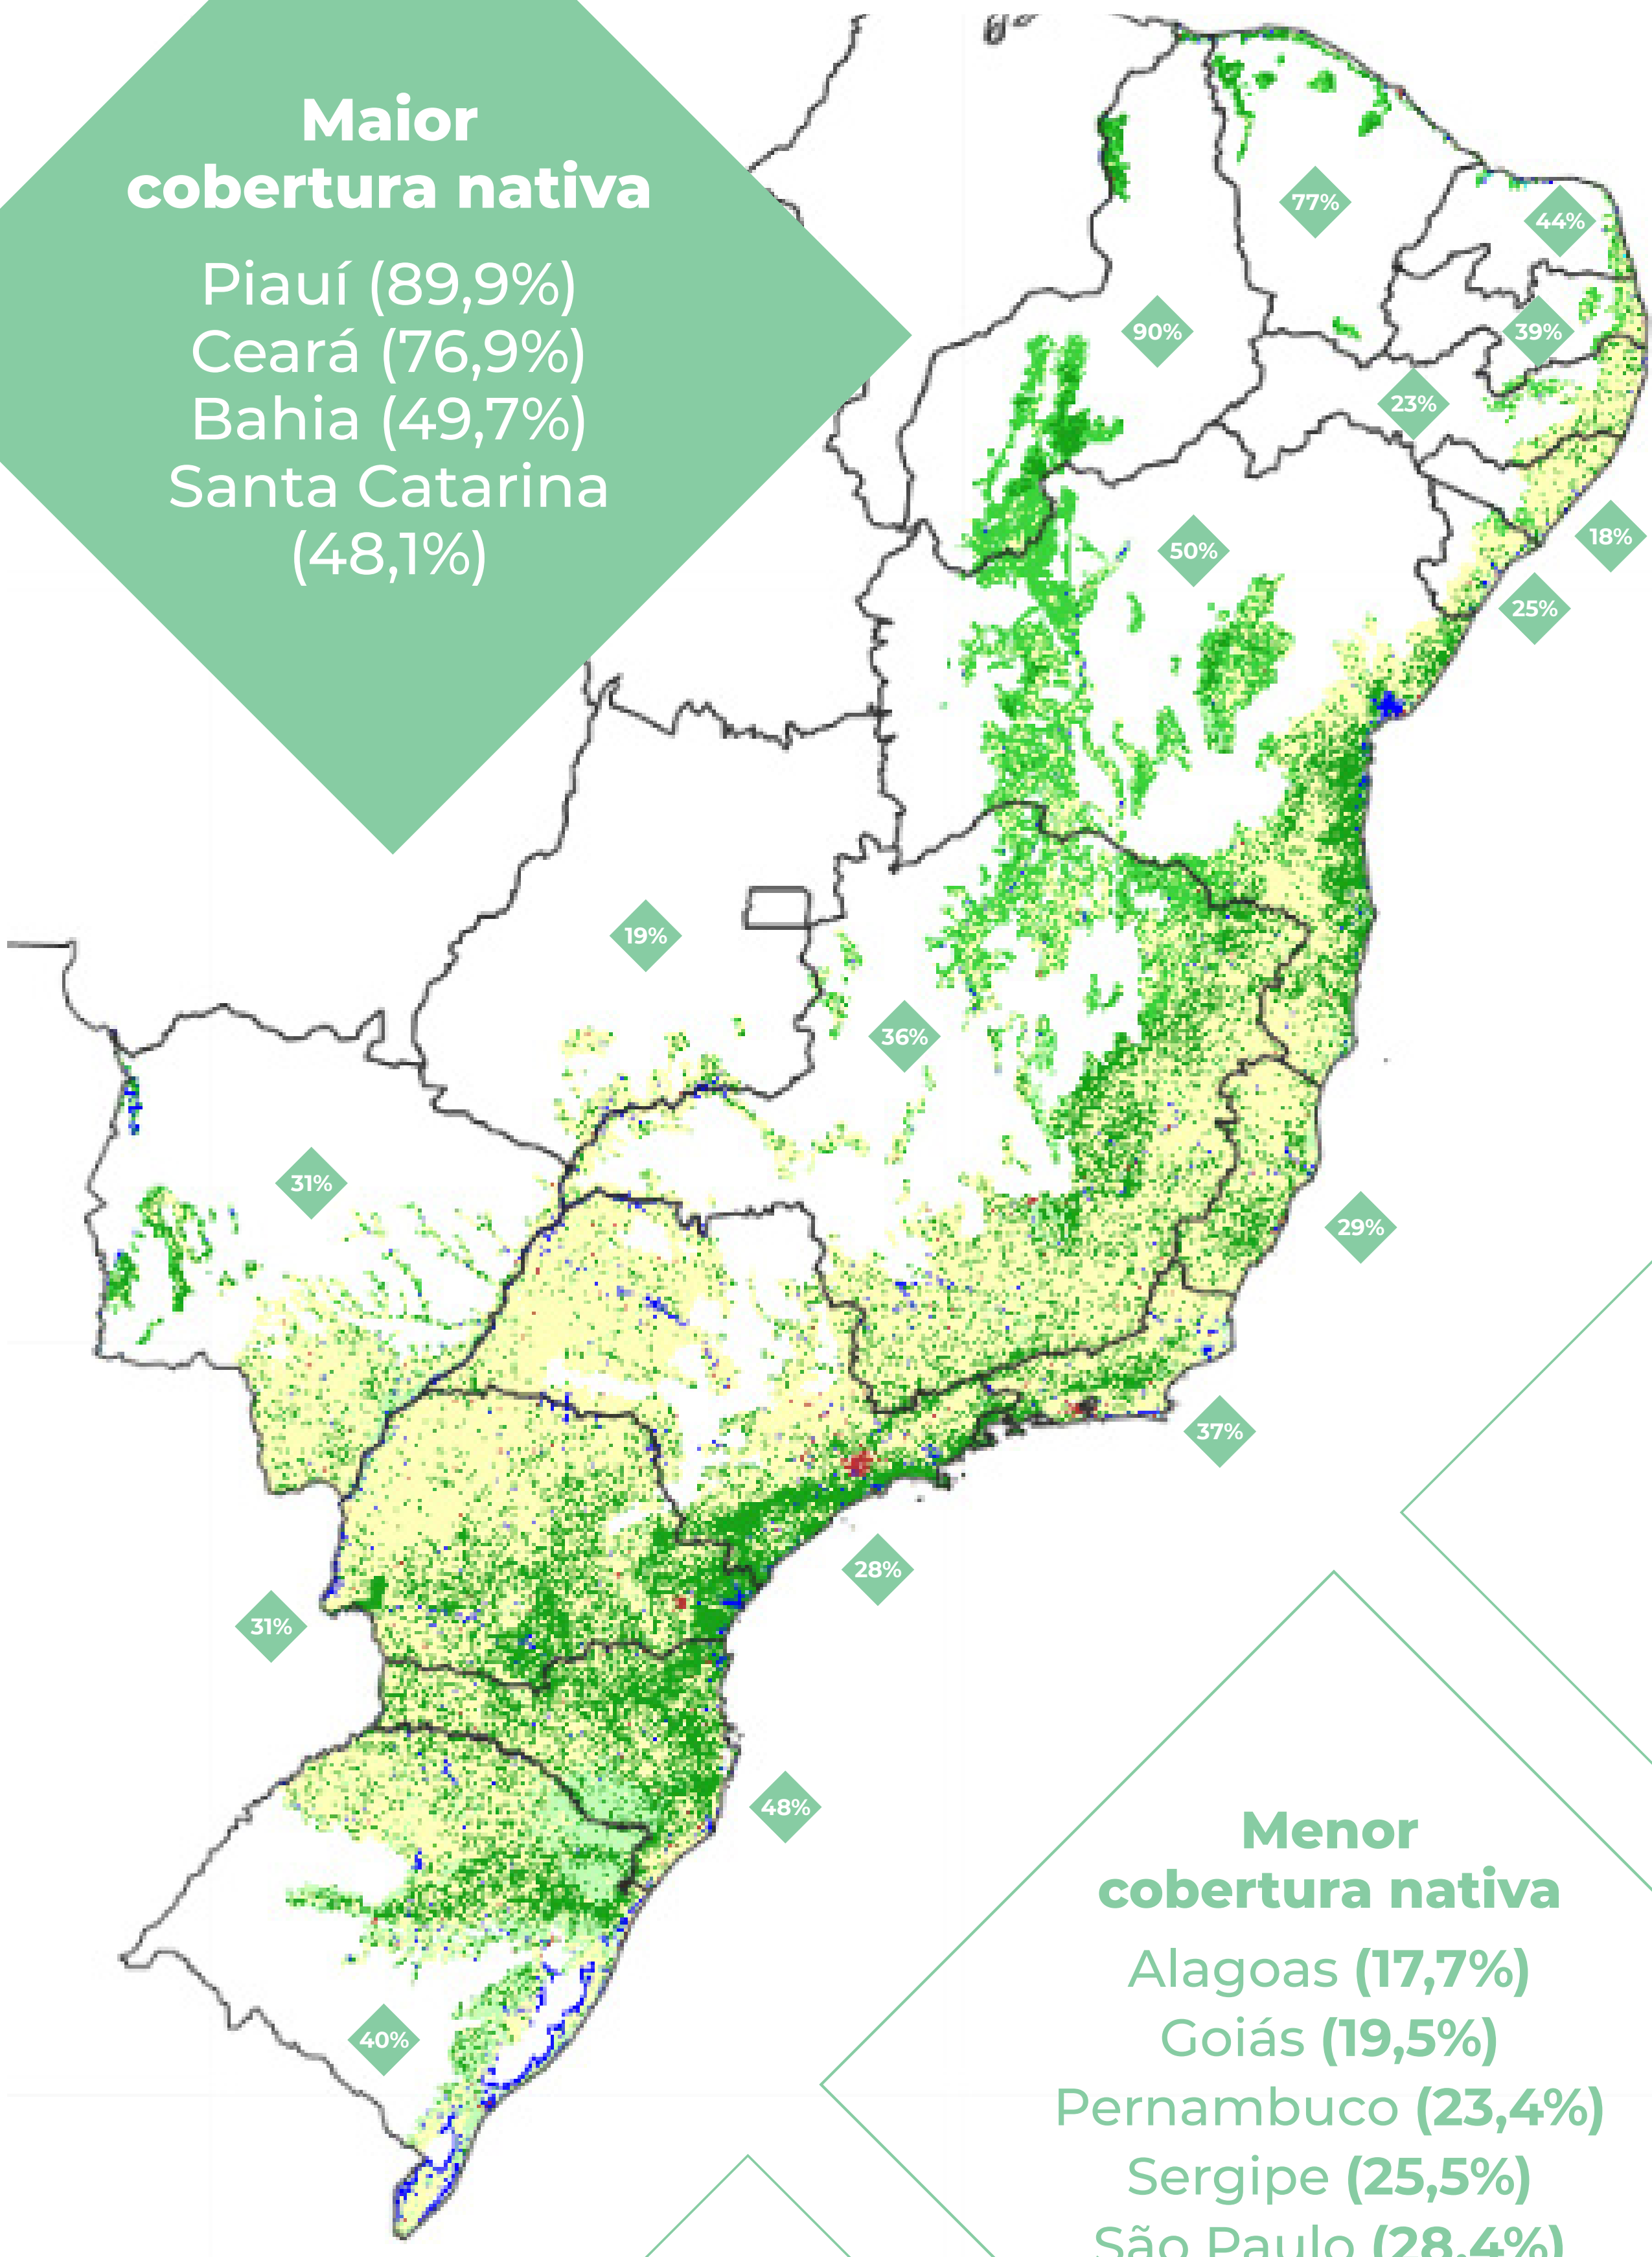 Maior
cobertura nativa
Piauí (89,9%)
Ceará (76,9%)
Bahia (49,7%)
Santa Catarina
(48,1%)
77%
44%
90%
39%
23%
18%
50%
25%
19%
36%
31%
29%
37%
28%
31%
48%
40%
Menor
cobertura nativa
Alagoas (17,7%)
Goiás (19,5%)
Pernambuco (23,4%)
Sergipe (25,5%)
São Paulo (28,4%)